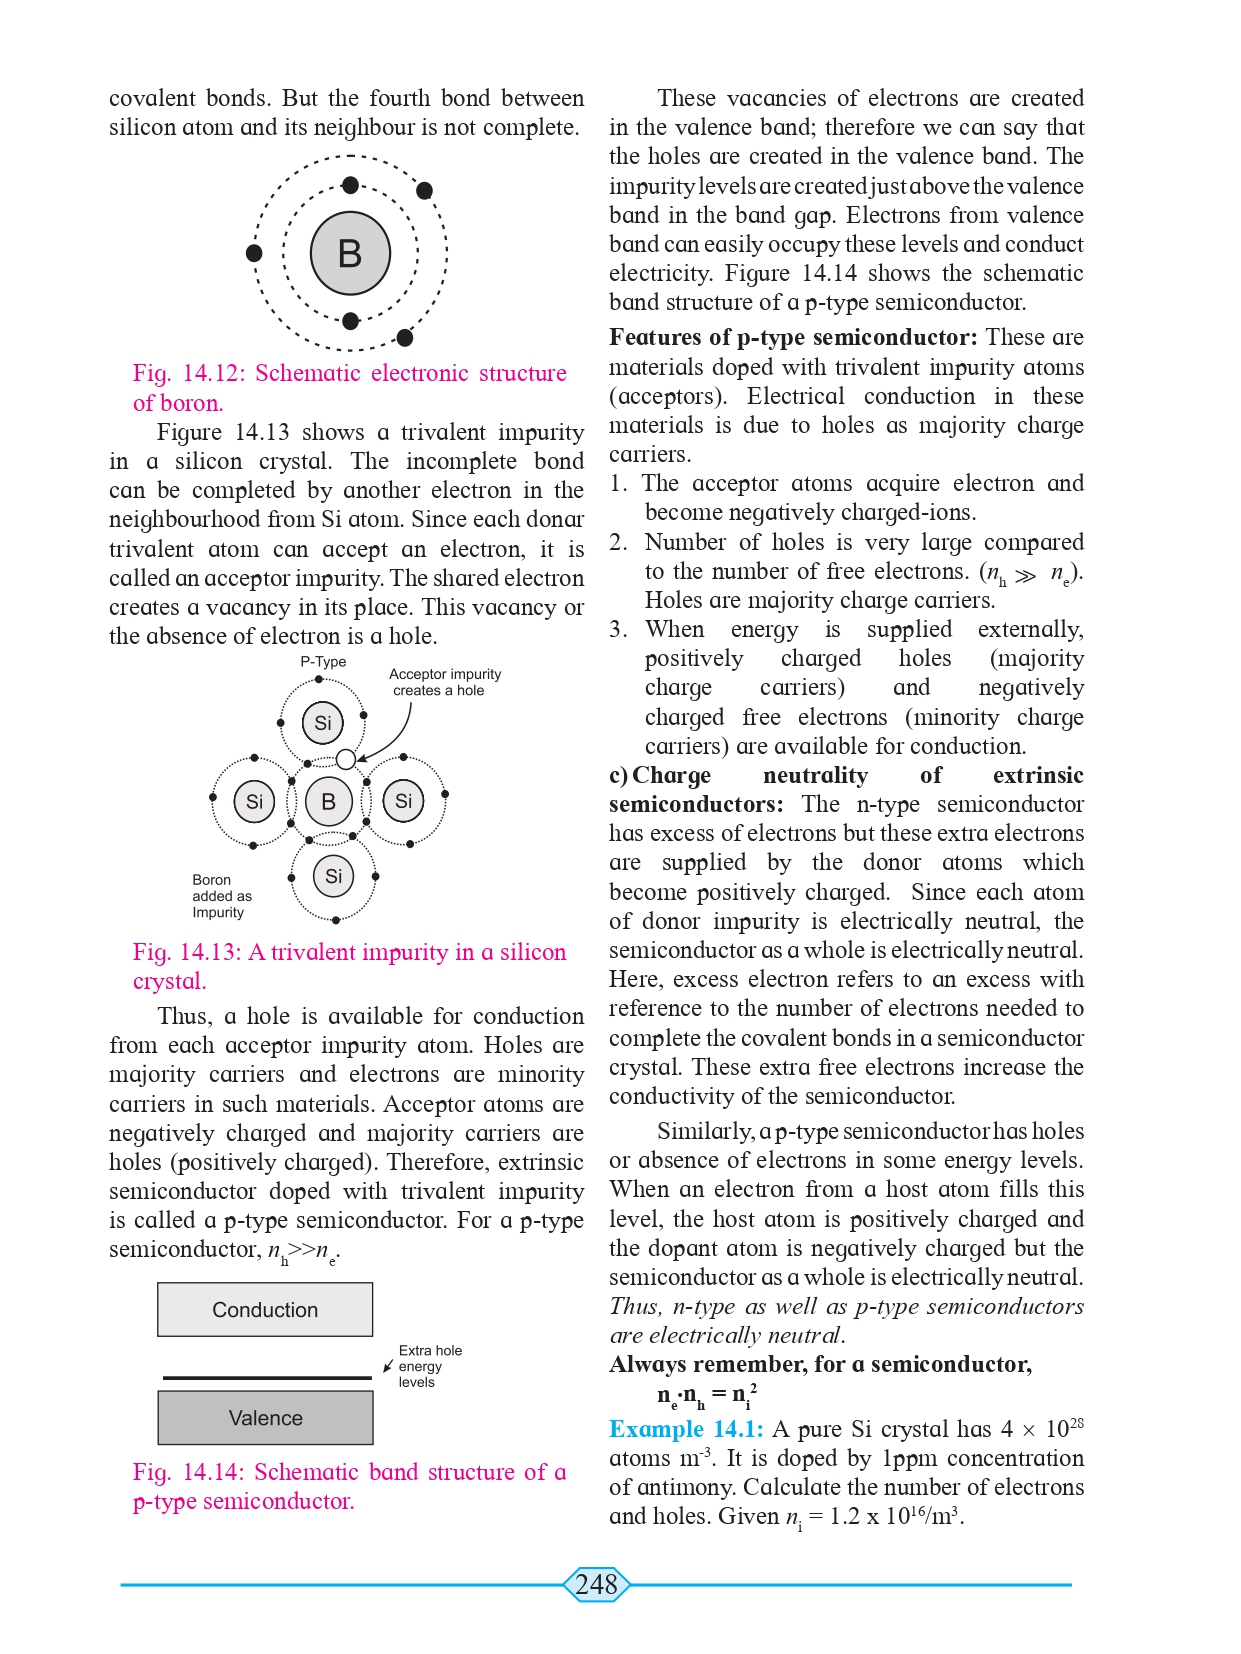 covalent bonds. But the fourth bond between
silicon atom and its neighbour is not complete.
B
Fig. 14.12: Schematic electronic structure
of boron.
Figure 14.13 shows a trivalent impurity
in a silicon crystal. The incomplete bond
can be completed by another electron in the
neighbourhood from Si atom. Since each donar
trivalent atom can accept an electron, it is
called an acceptor impurity. The shared electron
creates a vacancy in its place. This vacancy or
the absence of electron is a hole.
P-Type
Acceptor impurity
creates a hole
Si
Si
B
Si
Si
Boron
added as
Impurity
Fig. 14.13: A trivalent impurity in a silicon
crystal.
Thus, a hole is available for conduction
from each acceptor impurity atom. Holes are
majority carriers and electrons are minority
carriers in such materials. Acceptor atoms are
negatively charged and majority carriers are
holes (positively charged). Therefore, extrinsic
semiconductor doped with trivalent impurity
is called a p-type semiconductor. For a p-type
semiconductor, nₕ>>nₑ.
Conduction
Extra hole
energy
levels
Valence
Fig. 14.14: Schematic band structure of a
p-type semiconductor.
These vacancies of electrons are created
in the valence band; therefore we can say that
the holes are created in the valence band. The
impurity levels are created just above the valence
band in the band gap. Electrons from valence
band can easily occupy these levels and conduct
electricity. Figure 14.14 shows the schematic
band structure of a p-type semiconductor.
Features of p-type semiconductor: These are
materials doped with trivalent impurity atoms
(acceptors). Electrical conduction in these
materials is due to holes as majority charge
carriers.
1. The acceptor atoms acquire electron and
become negatively charged-ions.
2. Number of holes is very large compared
to the number of free electrons. (nₕ ≫ nₑ).
Holes are majority charge carriers.
3. When energy is supplied externally,
positively charged holes (majority
charge carriers) and negatively
charged free electrons (minority charge
carriers) are available for conduction.
c) Charge neutrality of extrinsic
semiconductors: The n-type semiconductor
has excess of electrons but these extra electrons
are supplied by the donor atoms which
become positively charged. Since each atom
of donor impurity is electrically neutral, the
semiconductor as a whole is electrically neutral.
Here, excess electron refers to an excess with
reference to the number of electrons needed to
complete the covalent bonds in a semiconductor
crystal. These extra free electrons increase the
conductivity of the semiconductor.
Similarly, a p-type semiconductor has holes
or absence of electrons in some energy levels.
When an electron from a host atom fills this
level, the host atom is positively charged and
the dopant atom is negatively charged but the
semiconductor as a whole is electrically neutral.
Thus, n-type as well as p-type semiconductors
are electrically neutral.
Always remember, for a semiconductor,
nₑ·nₕ = nᵢ²
Example 14.1: A pure Si crystal has 4 × 10²⁸
atoms m⁻³. It is doped by 1ppm concentration
of antimony. Calculate the number of electrons
and holes. Given nᵢ = 1.2 x 10¹⁶/m³.
248